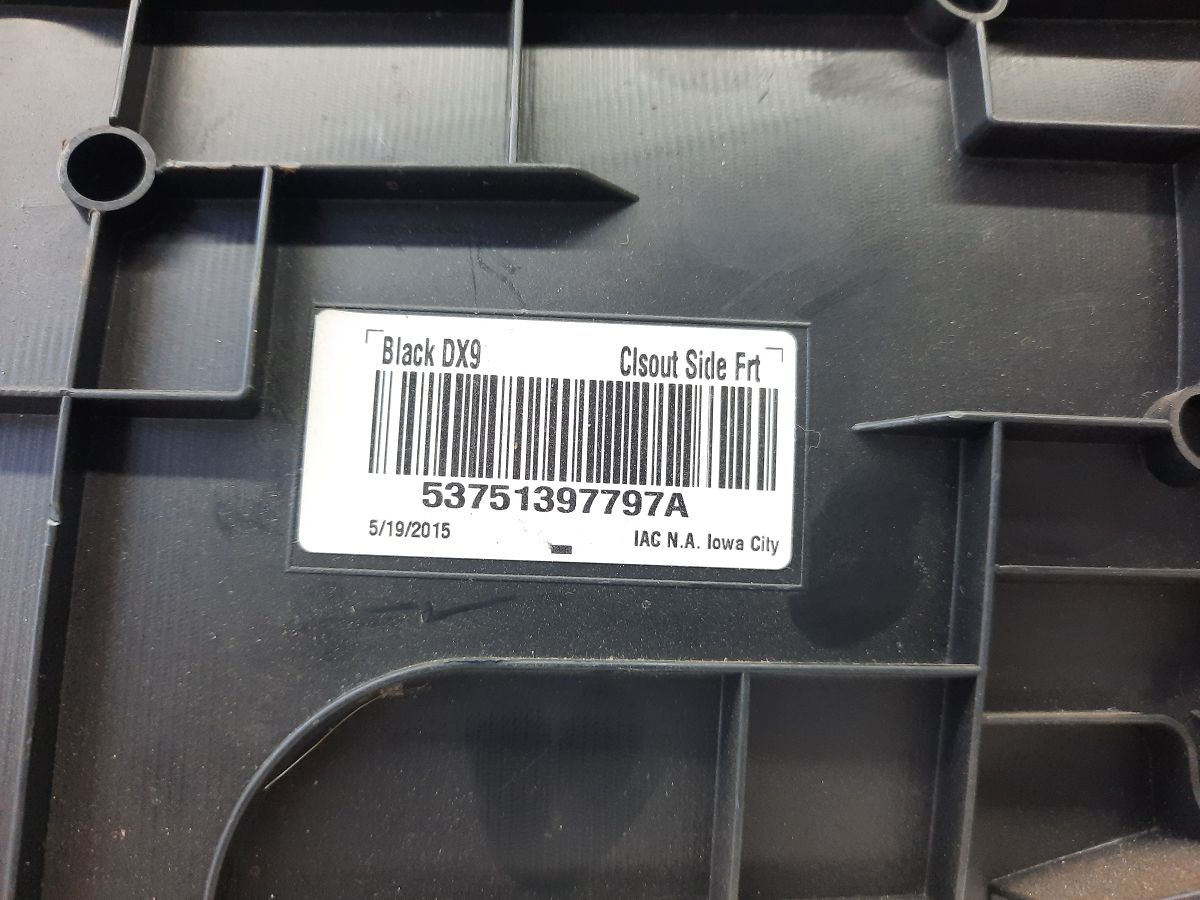 Black DX9 Clsout Side Frt
53751397797A
5/19/2015 IAC N.A. Iowa City